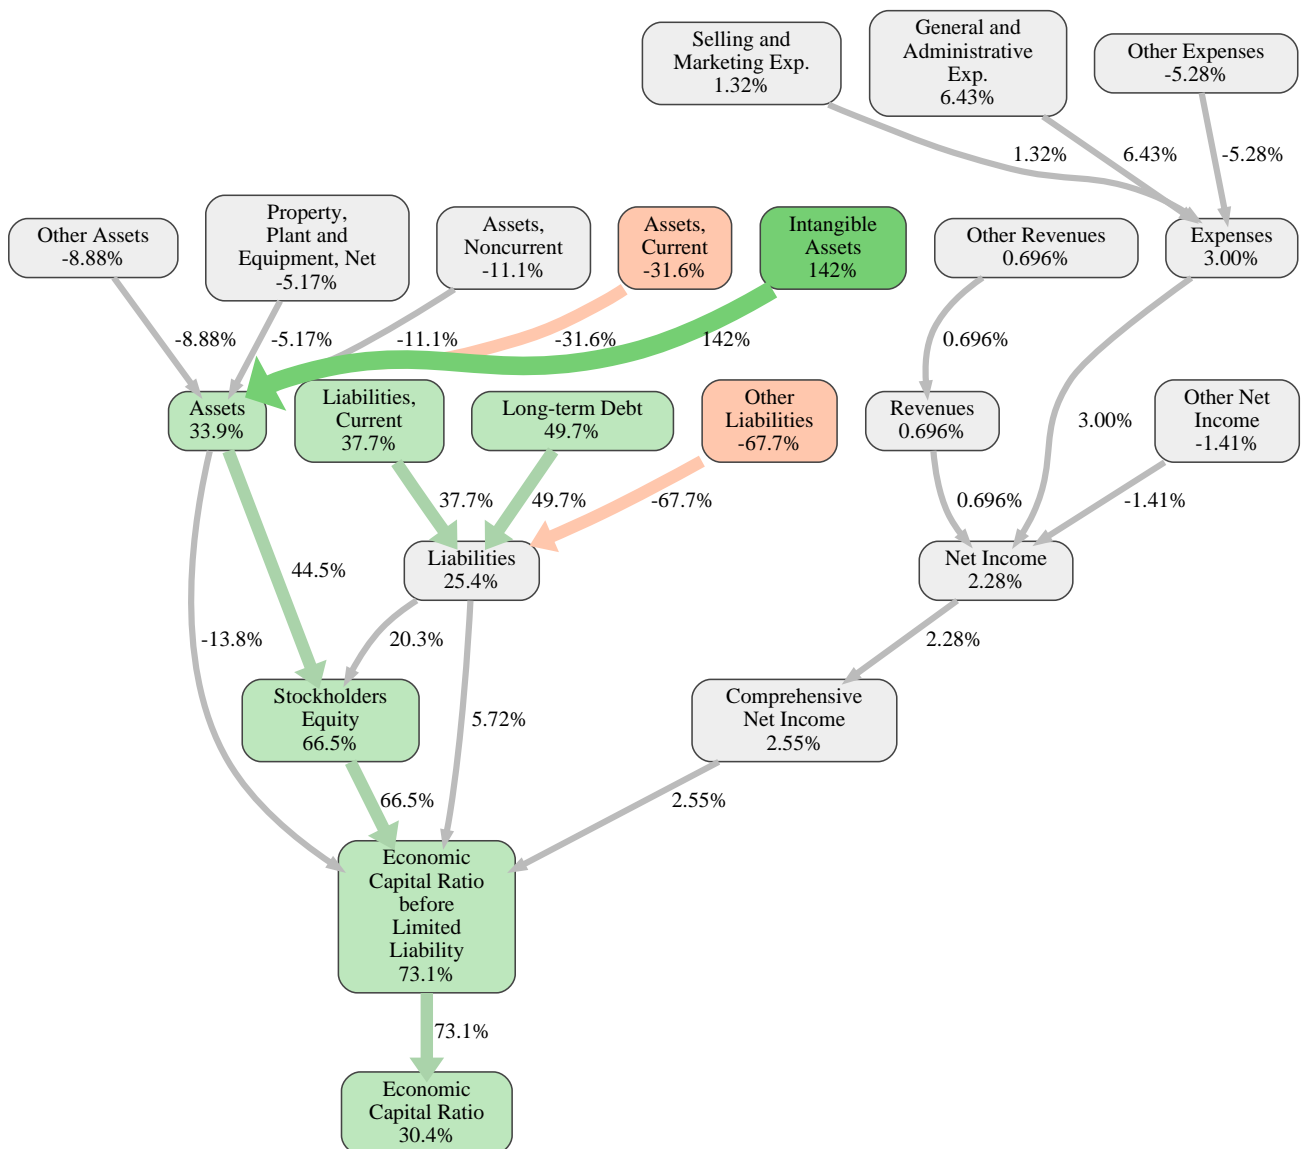 Selling and
Marketing Exp.
1.32%
General and
Administrative
Exp.
6.43%
Other Expenses
-5.28%
1.32%
6.43%
-5.28%
Other Assets
-8.88%
Property,
Plant and
Equipment, Net
-5.17%
Assets,
Noncurrent
-11.1%
Assets,
Current
-31.6%
Intangible
Assets
142%
Other Revenues
0.696%
Expenses
3.00%
-8.88%
-5.17%
-11.1%
-31.6%
142%
0.696%
3.00%
Assets
33.9%
Liabilities,
Current
37.7%
Long-term Debt
49.7%
Other
Liabilities
-67.7%
Revenues
0.696%
Other Net
Income
-1.41%
37.7%
49.7%
-67.7%
0.696%
-1.41%
Liabilities
25.4%
Net Income
2.28%
44.5%
-13.8%
20.3%
5.72%
2.28%
Stockholders
Equity
66.5%
Comprehensive
Net Income
2.55%
66.5%
2.55%
Economic
Capital Ratio
before
Limited
Liability
73.1%
73.1%
Economic
Capital Ratio
30.4%